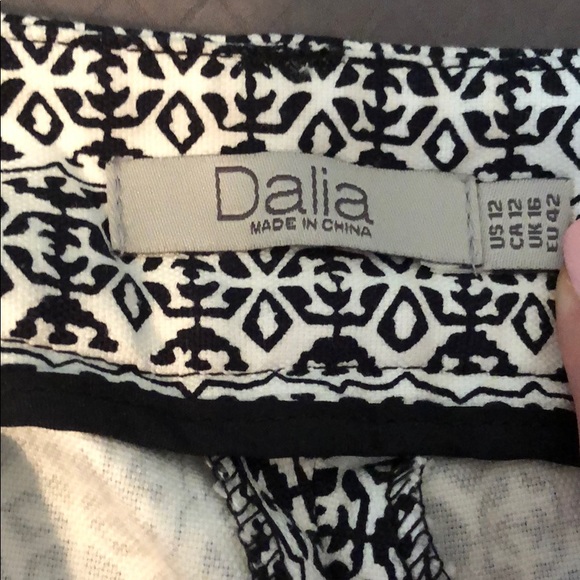 Dalia
MADE IN CHINA
US 12
CA 12
UK 16
EU 42